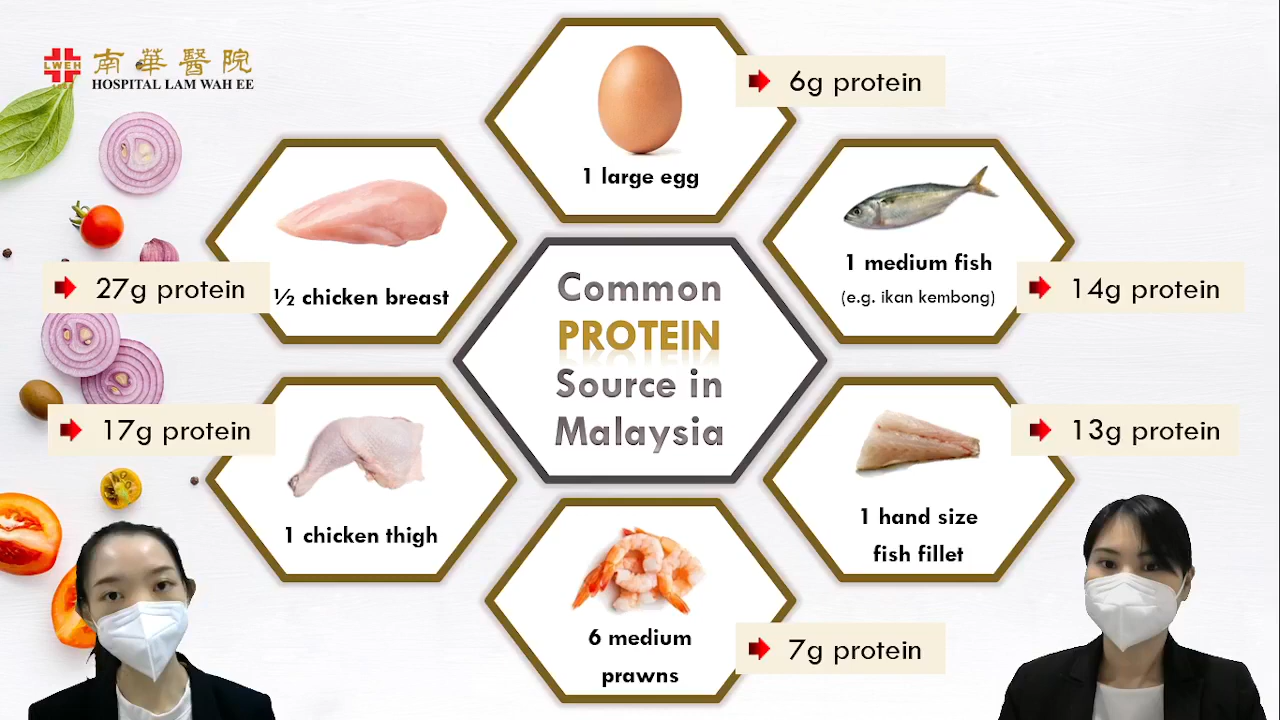 LWEH
南華醫院
HOSPITAL LAM WAH EE
6g protein
1 large egg
1 medium fish
(e.g. ikan kembong)
14g protein
27g protein
½ chicken breast
Common
PROTEIN
Source in
Malaysia
17g protein
1 chicken thigh
13g protein
1 hand size
fish fillet
6 medium
prawns
7g protein